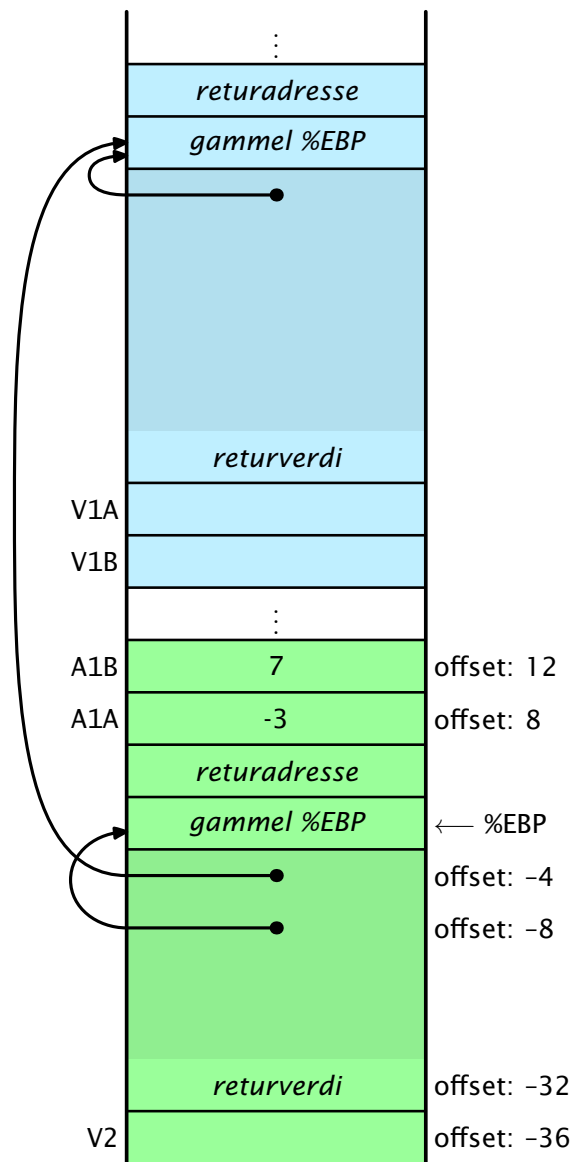 ⋮
returadresse
gammel %EBP
returverdi
V1A
V1B
⋮
A1B 7 offset: 12
A1A -3 offset: 8
returadresse
gammel %EBP ⟵ %EBP
offset: –4
offset: –8
returverdi offset: –32
V2 offset: –36